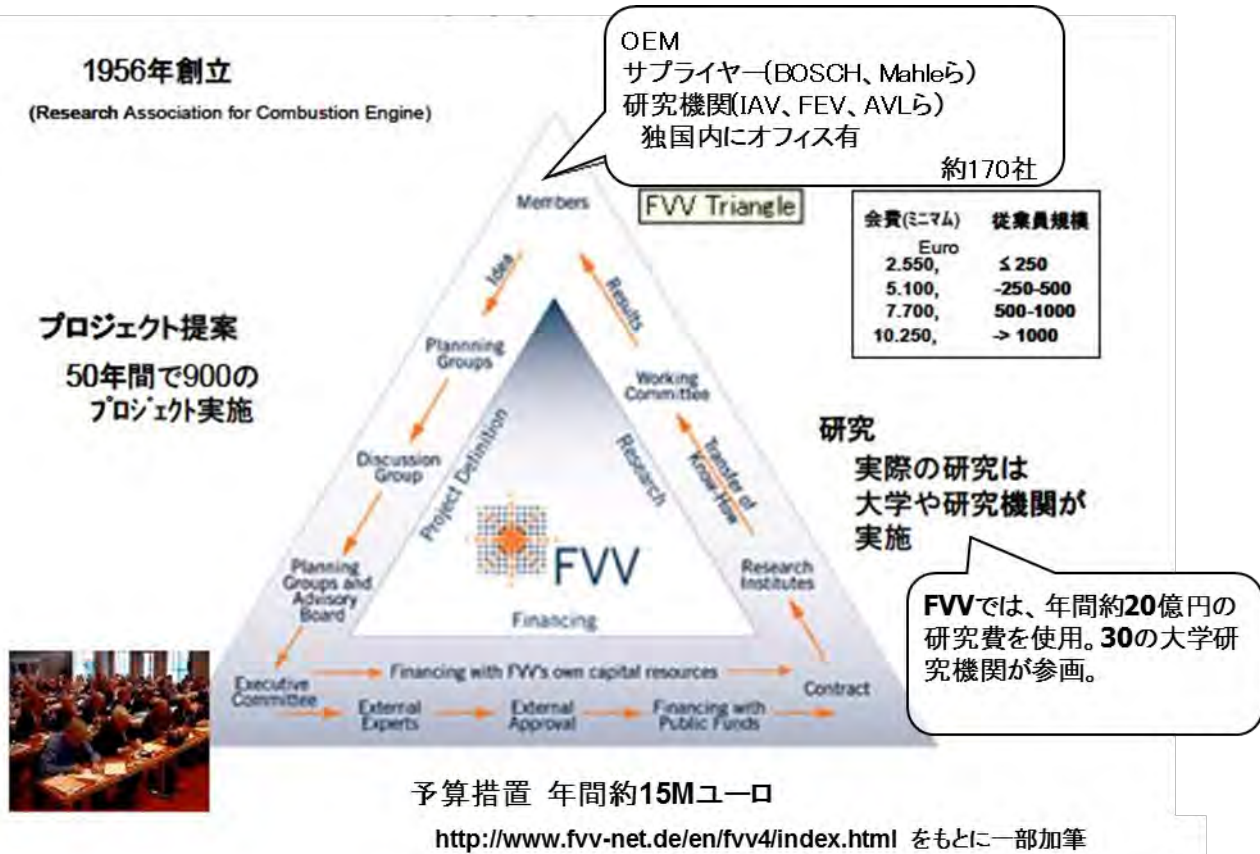 1956年創立
(Research Association for Combustion Engine)
OEM
サプライヤー(BOSCH、Mahleら)
研究機関(IAV、FEV、AVLら)
独国内にオフィス有
約170社
Members
FVV Triangle
会費(ミニマム) 従業員規模
Euro
2.550, ≤ 250
5.100, -250-500
7.700, 500-1000
10.250, -> 1000
Idea
Results
プロジェクト提案
50年間で900の
プロジェクト実施
Plannning
Groups
Working
Committee
Discussion
Group
Project Definition
Research
Transfer of
Know-How
研究
実際の研究は
大学や研究機関が
実施
FVV
Planning
Groups and
Advisory
Board
Research
Institutes
Financing
FVVでは、年間約20億円の
研究費を使用。30の大学研
究機関が参画。
Executive
Committee
Financing with FVV's own capital resources
Contract
External
Experts
External
Approval
Financing with
Public Funds
予算措置 年間約15Mユーロ
http://www.fvv-net.de/en/fvv4/index.html をもとに一部加筆